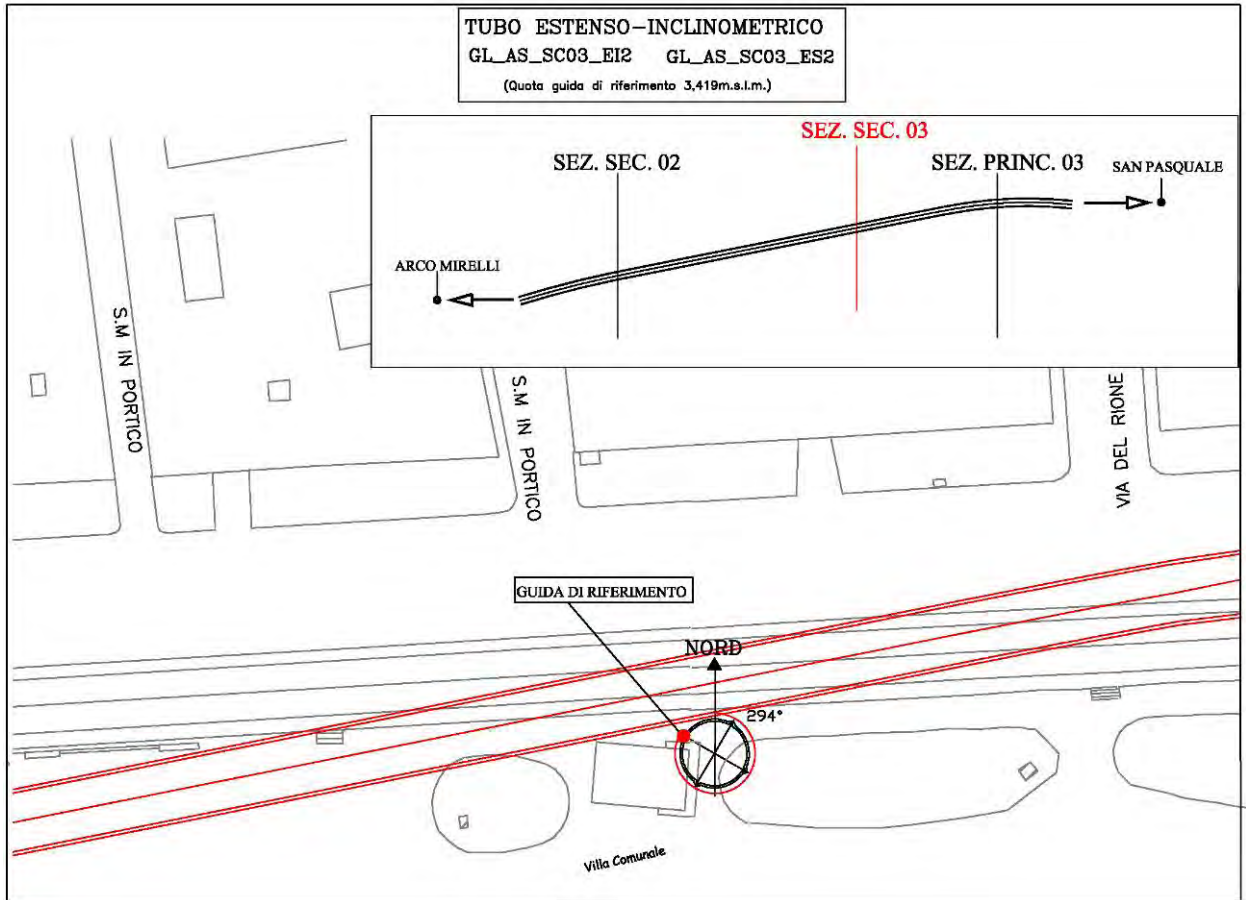 TUBO ESTENSO-INCLINOMETRICO
GL_AS_SC03_EI2 GL_AS_SC03_ES2
(Quota guida di riferimento 3,419m.s.l.m.)
SEZ. SEC. 03
SEZ. SEC. 02
SEZ. PRINC. 03
SAN PASQUALE
ARCO MIRELLI
S.M IN PORTICO
S.M IN PORTICO
VIA DEL RIONE
GUIDA DI RIFERIMENTO
NORD
294°
Villa Comunale